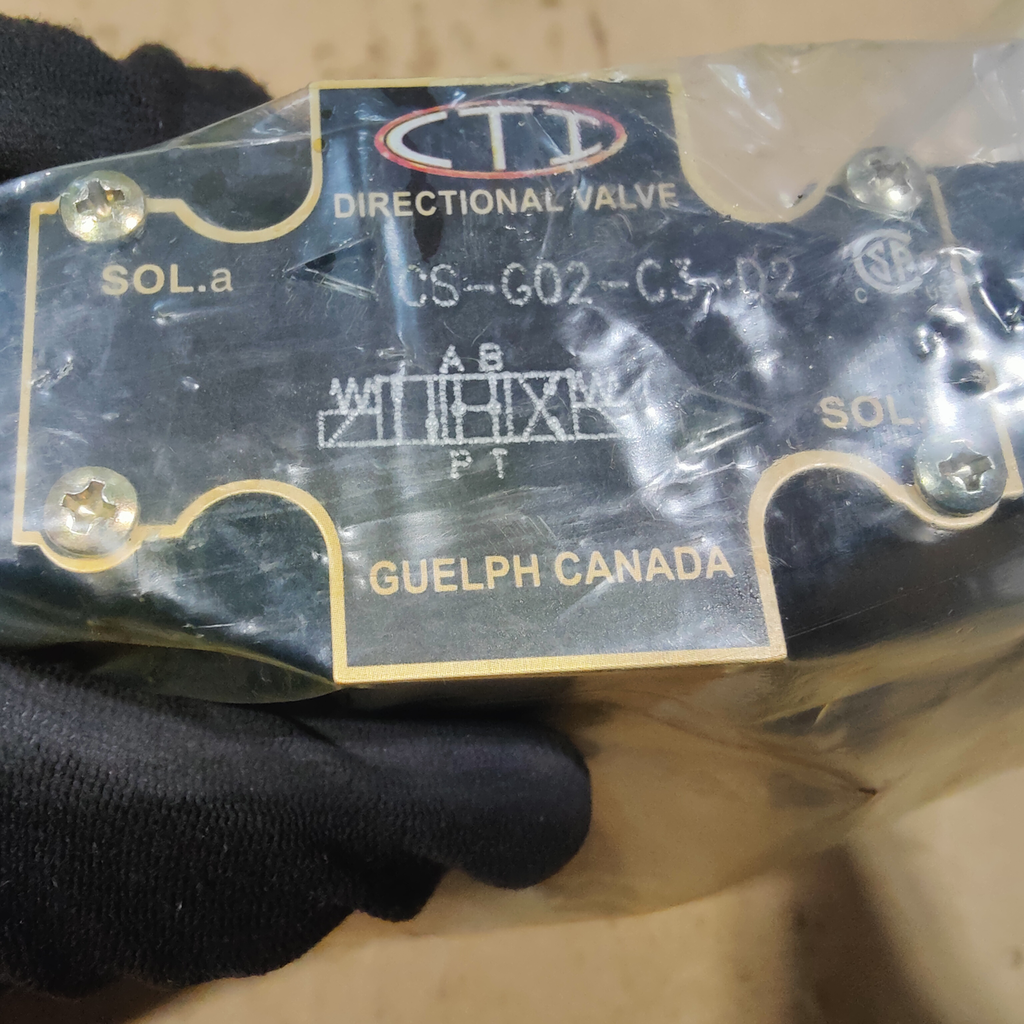 CTI
DIRECTIONAL VALVE
SOL.a
CS-G02-C3-D2
A B
SOL.
P T
GUELPH CANADA